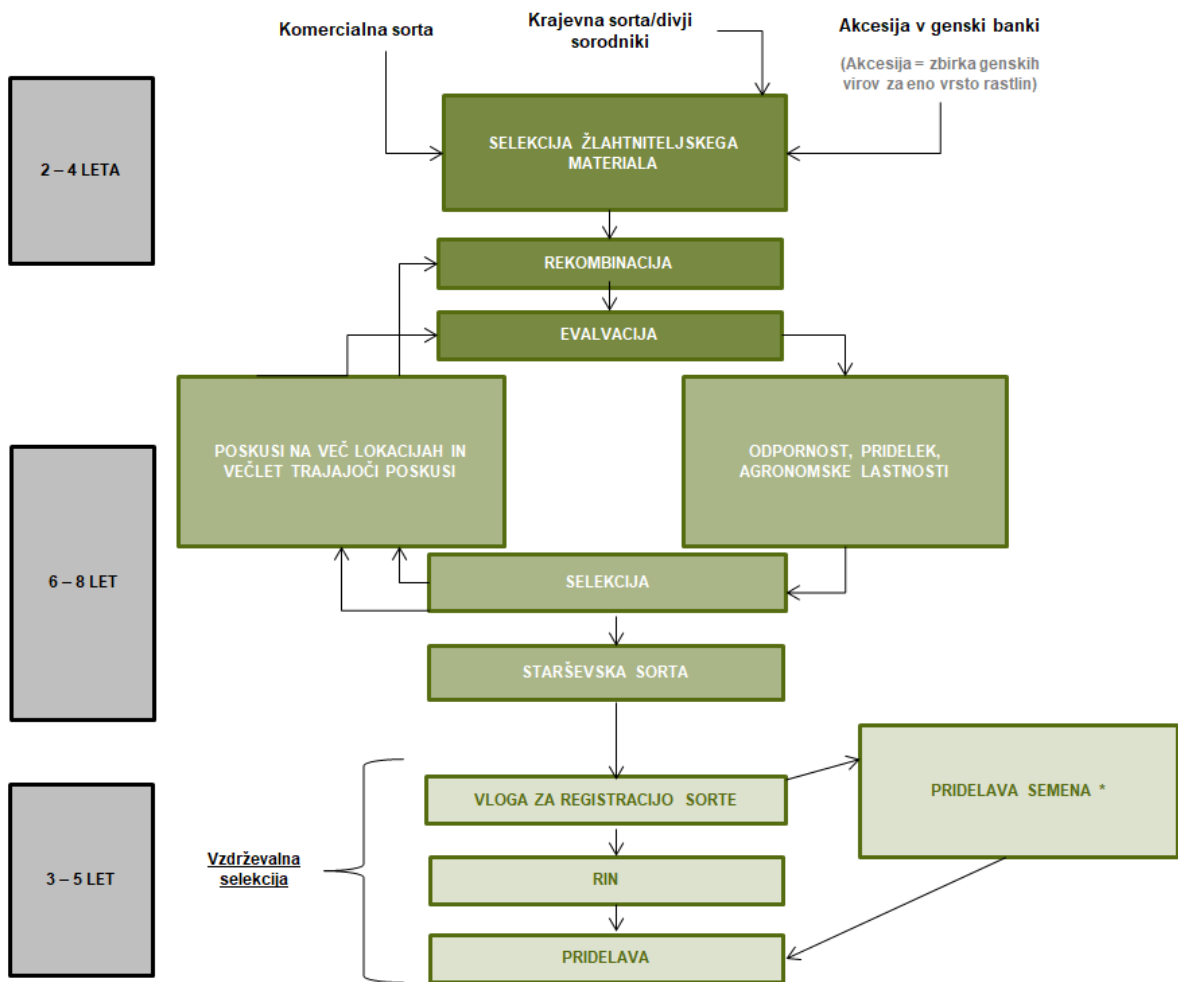 Komercialna sorta
Krajevna sorta/divji
sorodniki
Akcesija v genski banki
(Akcesija = zbirka genskih
virov za eno vrsto rastlin)
2 – 4 LETA
SELEKCIJA ŽLAHTNITELJSKEGA
MATERIALA
REKOMBINACIJA
EVALVACIJA
POSKUSI NA VEČ LOKACIJAH IN
VEČLET TRAJAJOČI POSKUSI
ODPORNOST, PRIDELEK,
AGRONOMSKE LASTNOSTI
6 – 8 LET
SELEKCIJA
STARŠEVSKA SORTA
3 – 5 LET
Vzdrževalna
selekcija
VLOGA ZA REGISTRACIJO SORTE
PRIDELAVA SEMENA *
RIN
PRIDELAVA